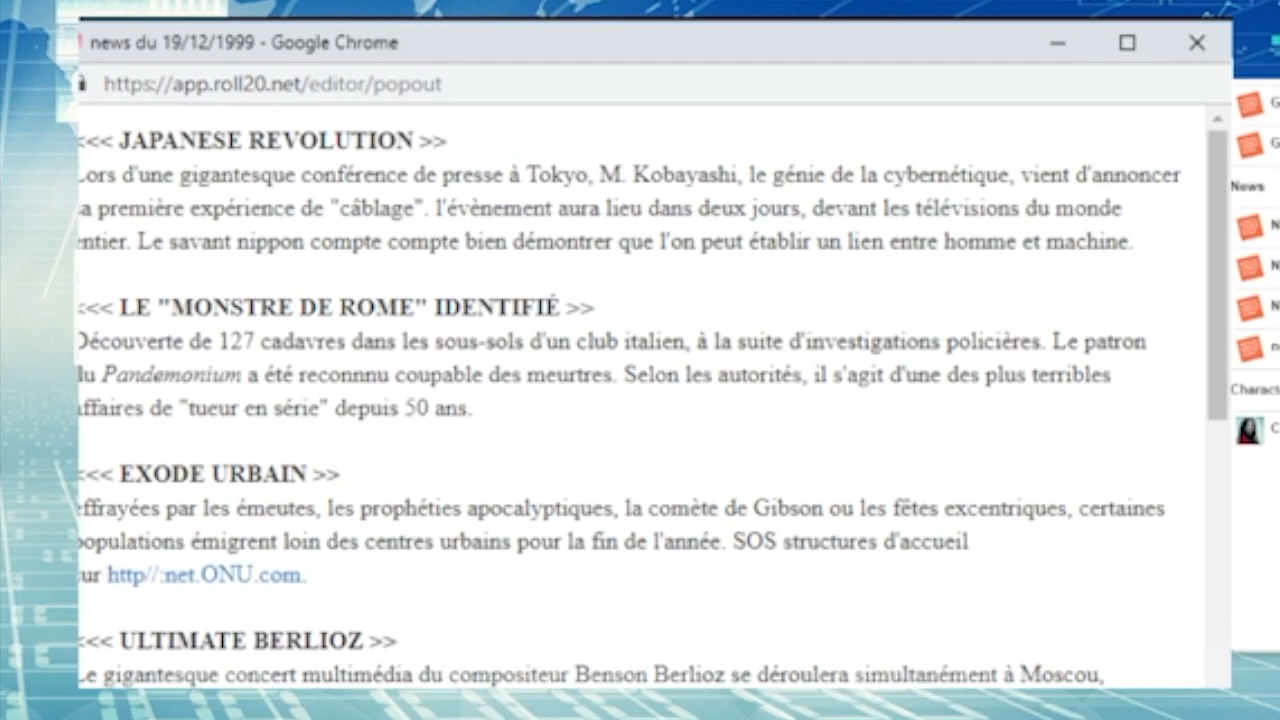 news du 19/12/1999 - Google Chrome
https://app.roll20.net/editor/popout
<<< JAPANESE REVOLUTION >>
Lors d'une gigantesque conférence de presse à Tokyo, M. Kobayashi, le génie de la cybernétique, vient d'annoncer
la première expérience de "câblage". l'évènement aura lieu dans deux jours, devant les télévisions du monde
entier. Le savant nippon compte compte bien démontrer que l'on peut établir un lien entre homme et machine.
<<< LE "MONSTRE DE ROME" IDENTIFIÉ >>
Découverte de 127 cadavres dans les sous-sols d'un club italien, à la suite d'investigations policières. Le patron
du Pandemonium a été reconnnu coupable des meurtres. Selon les autorités, il s'agit d'une des plus terribles
affaires de "tueur en série" depuis 50 ans.
<<< EXODE URBAIN >>
effrayées par les émeutes, les prophéties apocalyptiques, la comète de Gibson ou les fêtes excentriques, certaines
populations émigrent loin des centres urbains pour la fin de l'année. SOS structures d'accueil
sur http//:net.ONU.com.
<<< ULTIMATE BERLIOZ >>
Le gigantesque concert multimédia du compositeur Benson Berlioz se déroulera simultanément à Moscou,
G
G
News
N
N
N
n
Charact
C